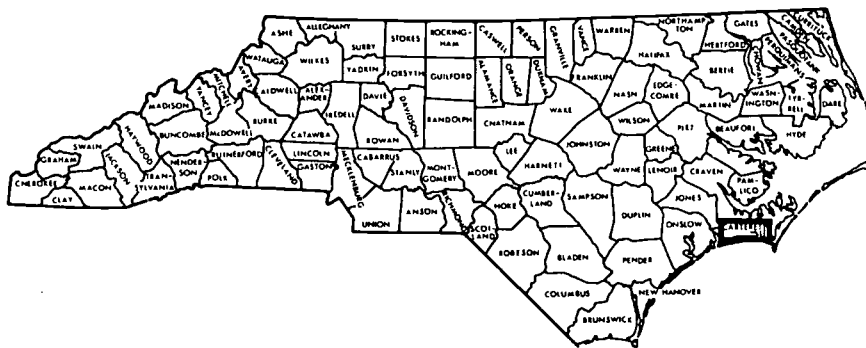 ASHE
ALLEGHANY
SURRY
STOKES
ROCKING-
HAM
CASWELL
PERSON
GRANVILLE
VANCE
WARREN
NORTHAMP
TON
GATES
HERTFORD
CURRITUCK
CAMDEN
PASQUOTANK
PERQUIMANS
CHOWAN
WATAUGA
WILKES
YADKIN
FORSYTH
GUILFORD
ALAMANCE
ORANGE
DURHAM
FRANKLIN
HALIFAX
BERTIE
MITCHELL
AVERY
CALDWELL
ALEX-
ANDER
IREDELL
DAVIE
DAVIDSON
RANDOLPH
CHATHAM
WAKE
NASH
EDGE-
COMBE
MARTIN
WASH-
INGTON
TYR-
RELL
DARE
MADISON
YANCEY
BURKE
CATAWBA
ROWAN
WILSON
PITT
BEAUFORT
HYDE
SWAIN
HAYWOOD
BUNCOMBE
McDOWELL
LINCOLN
CABARRUS
STANLY
MONT-
GOMERY
MOORE
LEE
HARNETT
JOHNSTON
WAYNE
GREENE
LENOIR
CRAVEN
PAM-
LICO
GRAHAM
CHEROKEE
CLAY
MACON
JACKSON
TRAN-
SYLVANIA
HENDER-
SON
POLK
RUTHERFORD
CLEVELAND
GASTON
MECKLENBURG
UNION
ANSON
RICHMOND
SCOT-
LAND
HOKE
CUMBER-
LAND
SAMPSON
DUPLIN
JONES
ONSLOW
CARTERET
ROBESON
BLADEN
PENDER
COLUMBUS
NEW HANOVER
BRUNSWICK